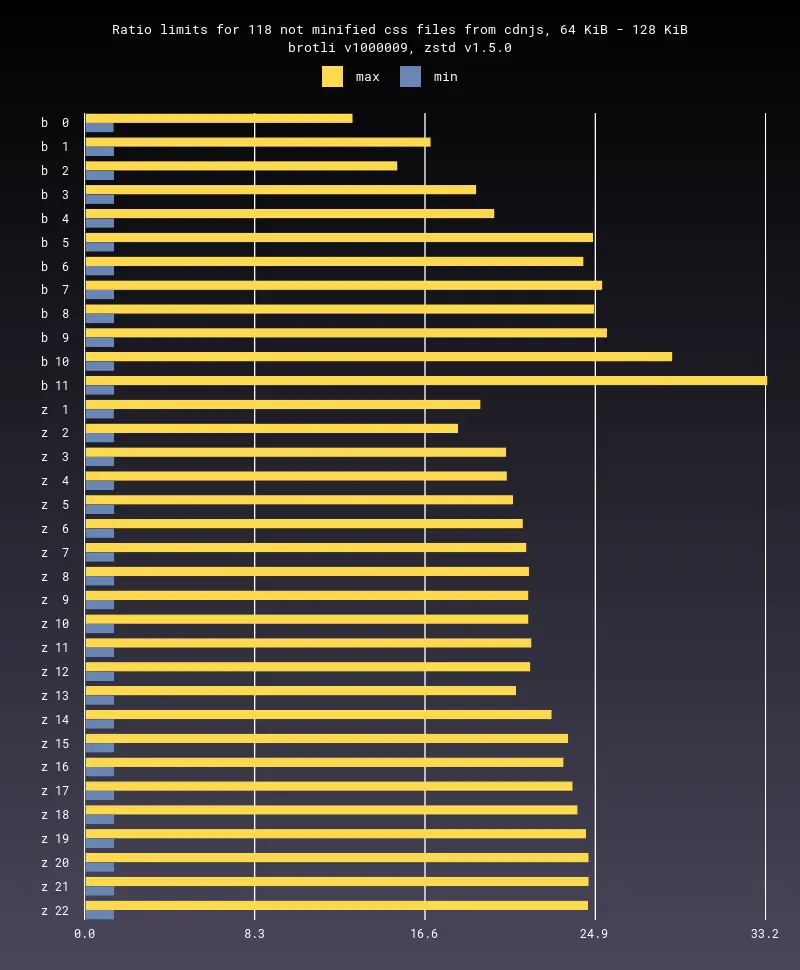 Ratio limits for 118 not minified css files from cdnjs, 64 KiB - 128 KiB
brotli v1000009, zstd v1.5.0
max min
b 0
b 1
b 2
b 3
b 4
b 5
b 6
b 7
b 8
b 9
b 10
b 11
z 1
z 2
z 3
z 4
z 5
z 6
z 7
z 8
z 9
z 10
z 11
z 12
z 13
z 14
z 15
z 16
z 17
z 18
z 19
z 20
z 21
z 22
0.0 8.3 16.6 24.9 33.2